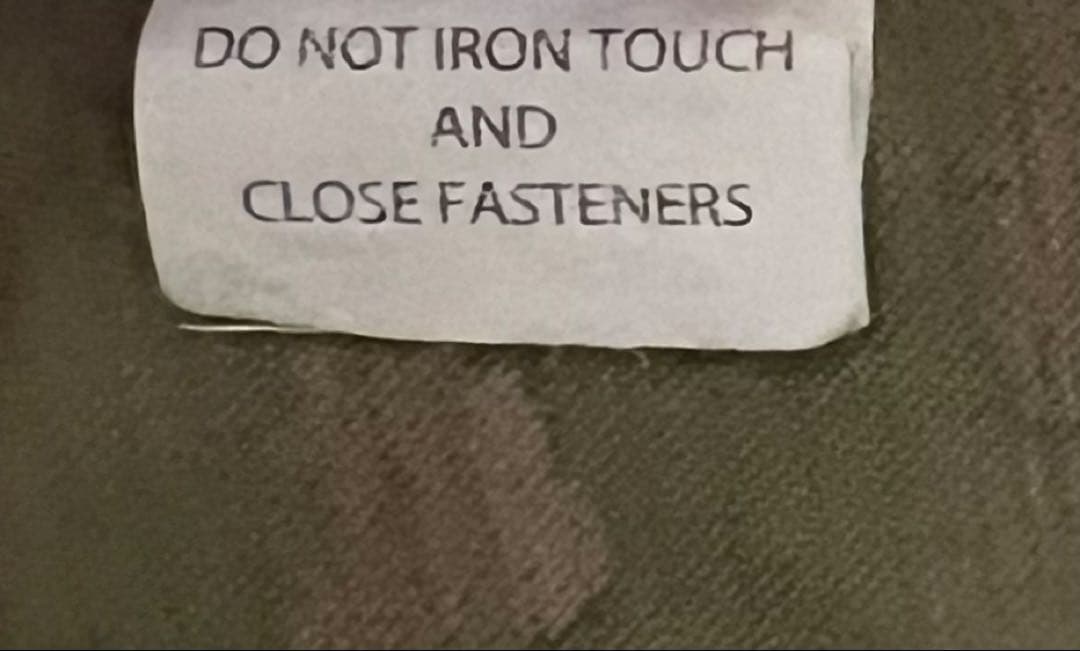 DO NOT IRON TOUCH
AND
CLOSE FASTENERS